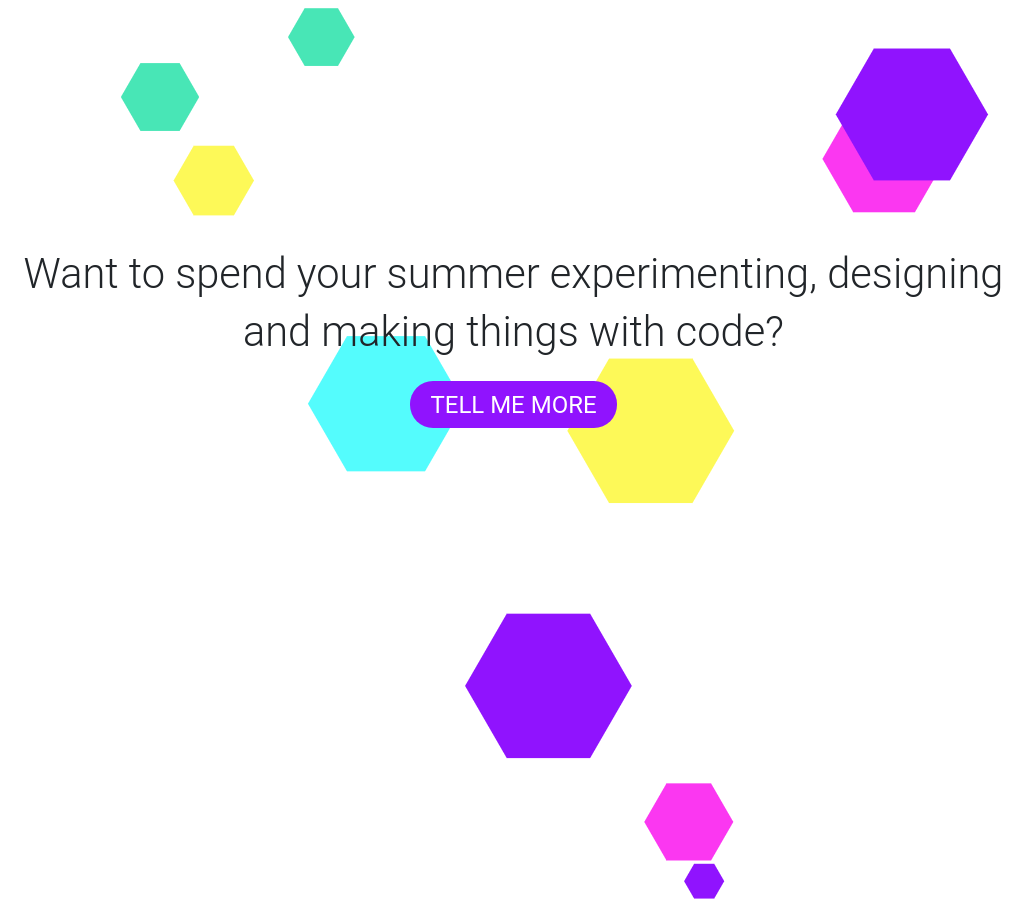 Want to spend your summer experimenting, designing
and making things with code?
TELL ME MORE